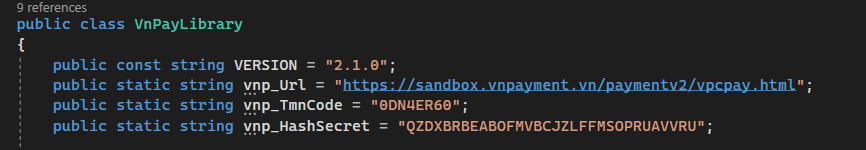 9 references
public class VnPayLibrary
{
public const string VERSION = "2.1.0";
public static string vnp_Url = "https://sandbox.vnpayment.vn/paymentv2/vpcpay.html";
public static string vnp_TmnCode = "0DN4ER60";
public static string vnp_HashSecret = "QZDXBRBEABOFMVBCJZLFFMSOPRUAVVRU";